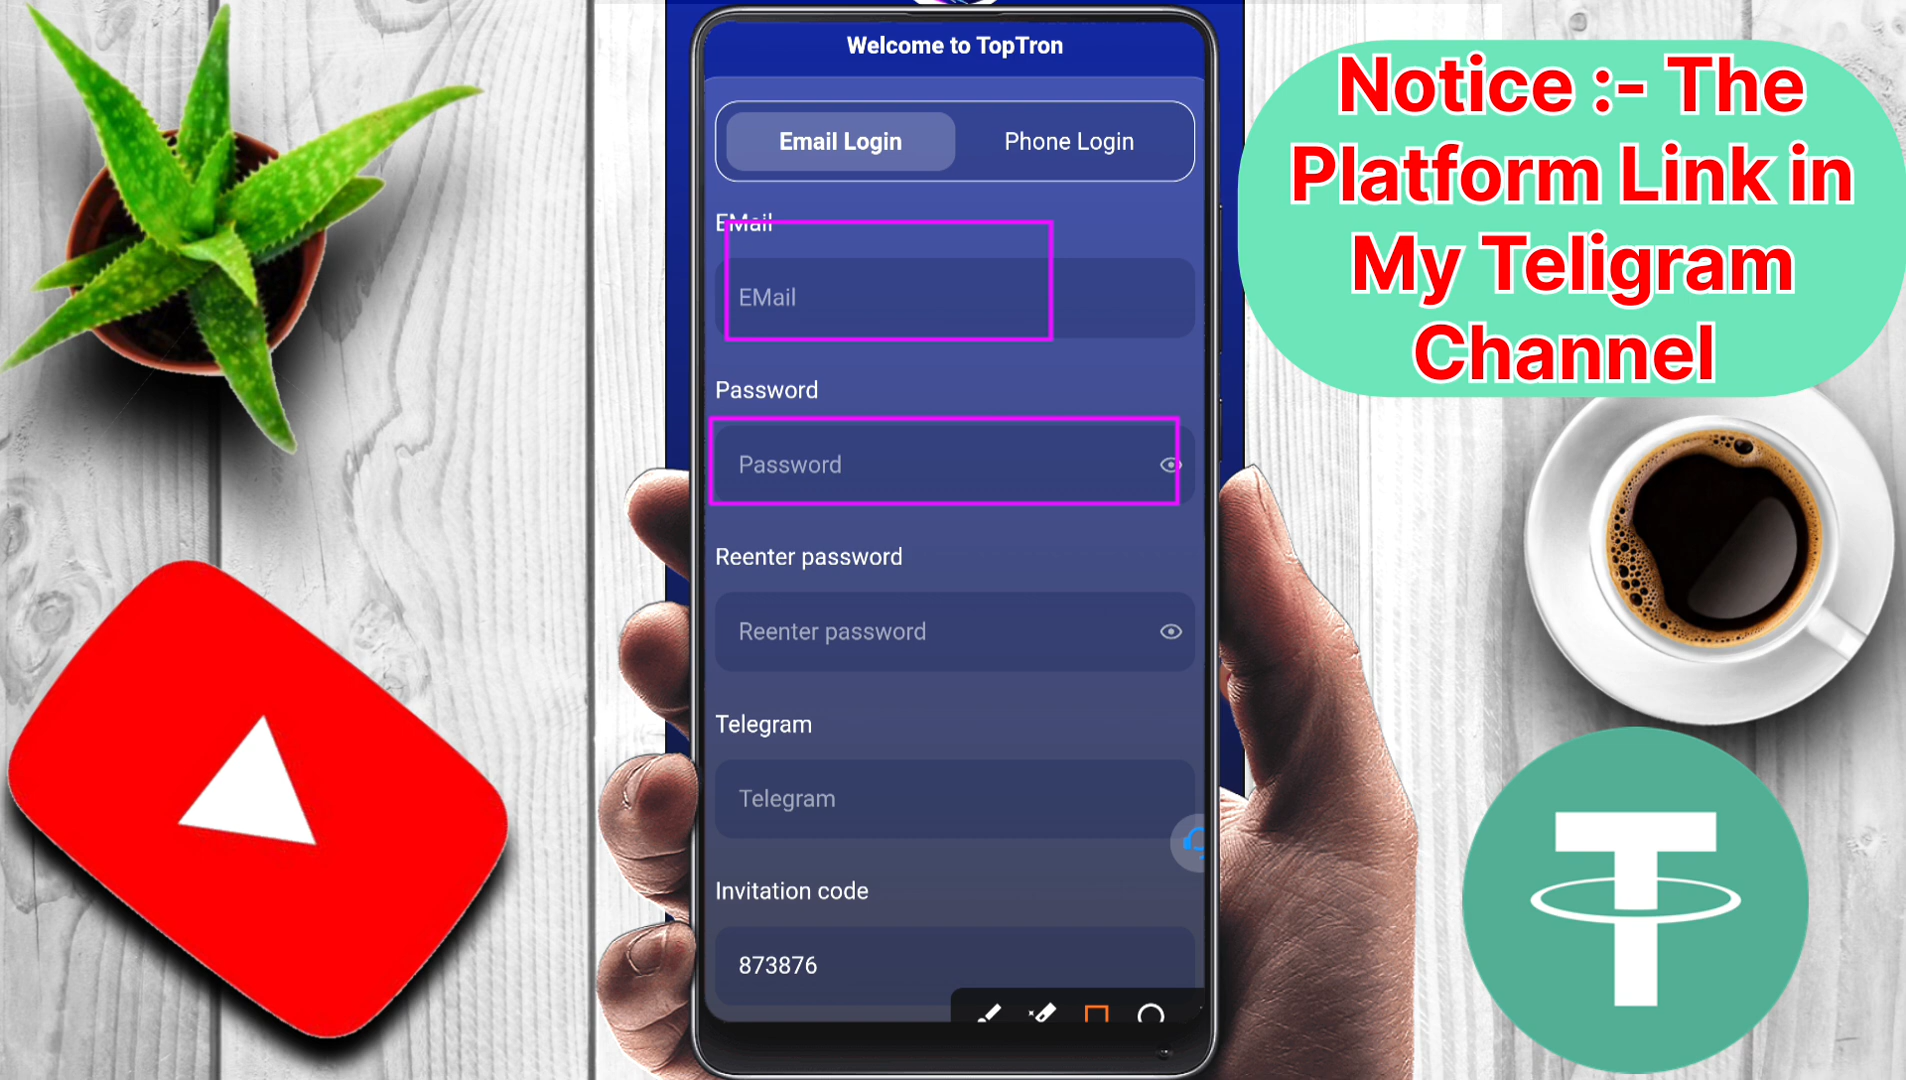 Welcome to TopTron
Email Login
Phone Login
EMail
EMail
Password
Password
Reenter password
Reenter password
Telegram
Telegram
Invitation code
873876
Notice :- The
Platform Link in
My Teligram
Channel